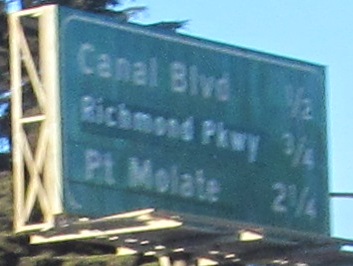 Canal Blvd 1/2
Richmond Pkwy 3/4
Pt Molate 2 1/4